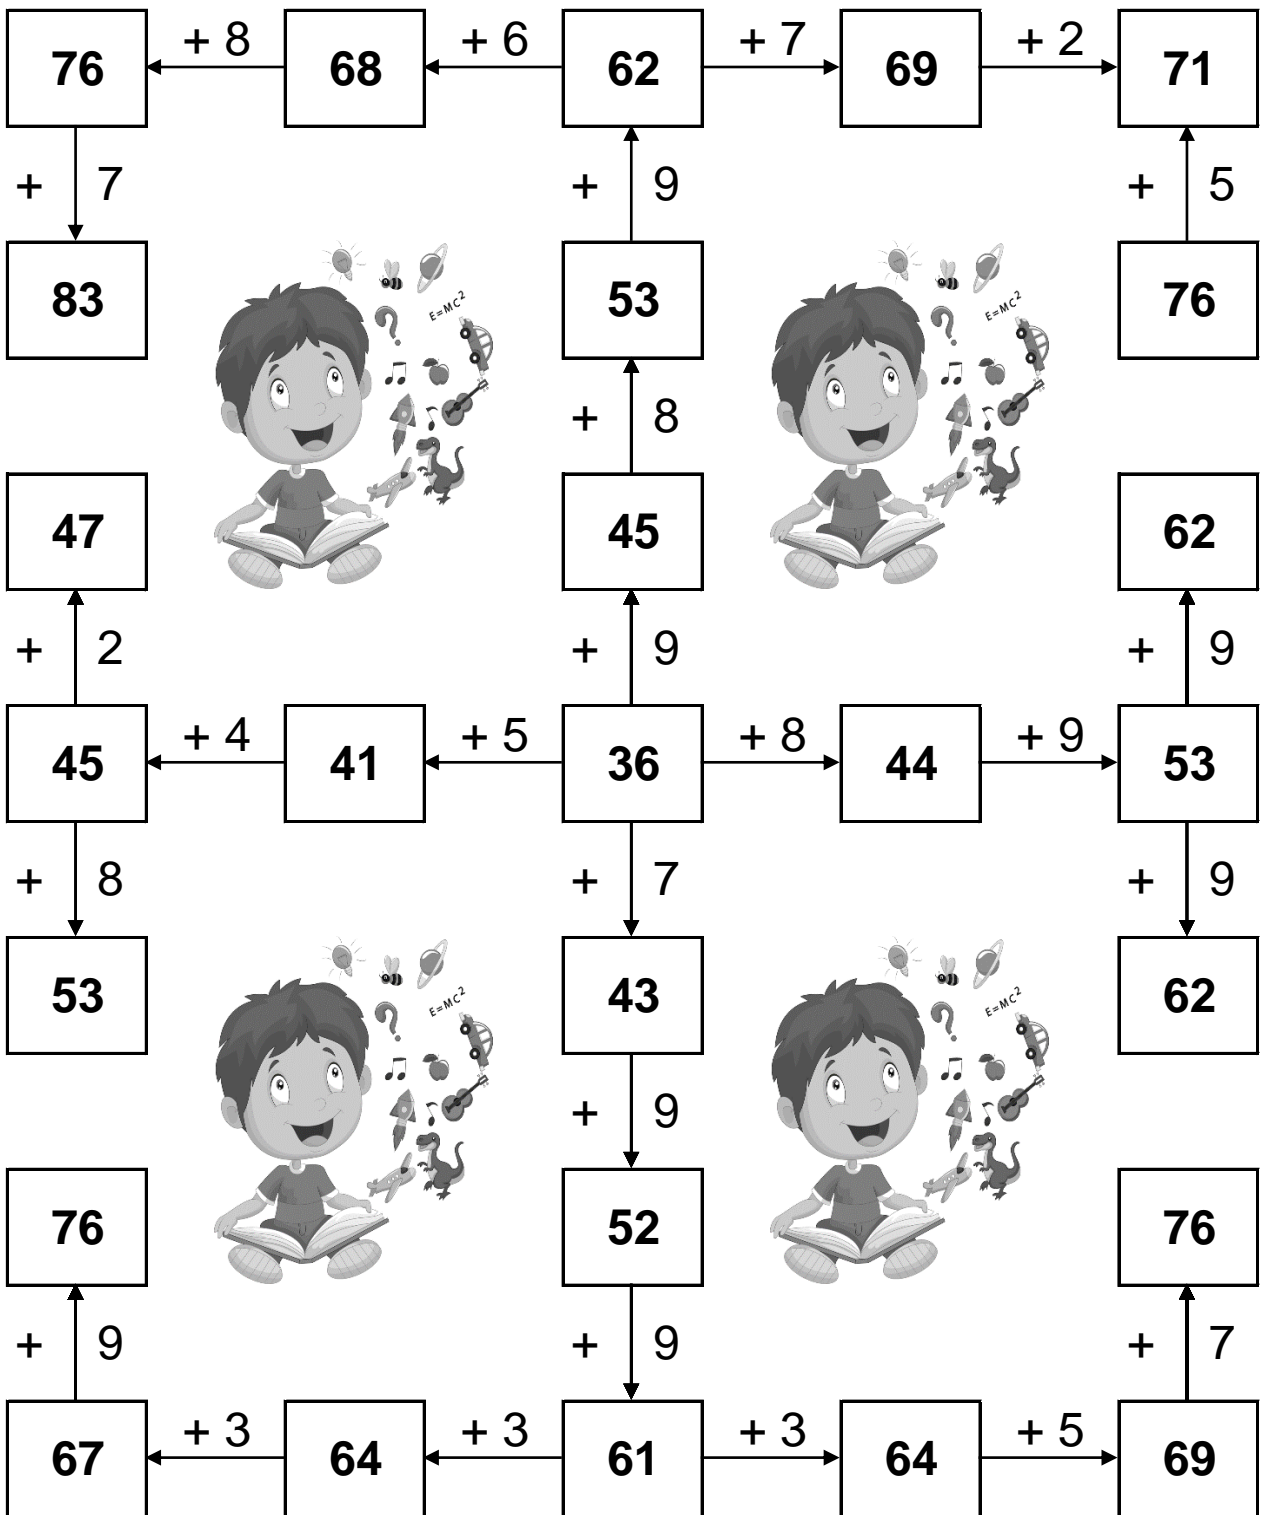 76 + 8 68 + 6 62 + 7 69 + 2 71
+ 7 + 9 + 5
83 53 76
E=MC² E=MC²
+ 8
47 45 62
+ 2 + 9 + 9
45 + 4 41 + 5 36 + 8 44 + 9 53
+ 8 + 7 + 9
53 43 62
E=MC² E=MC²
+ 9
76 52 76
+ 9 + 9 + 7
67 + 3 64 + 3 61 + 3 64 + 5 69